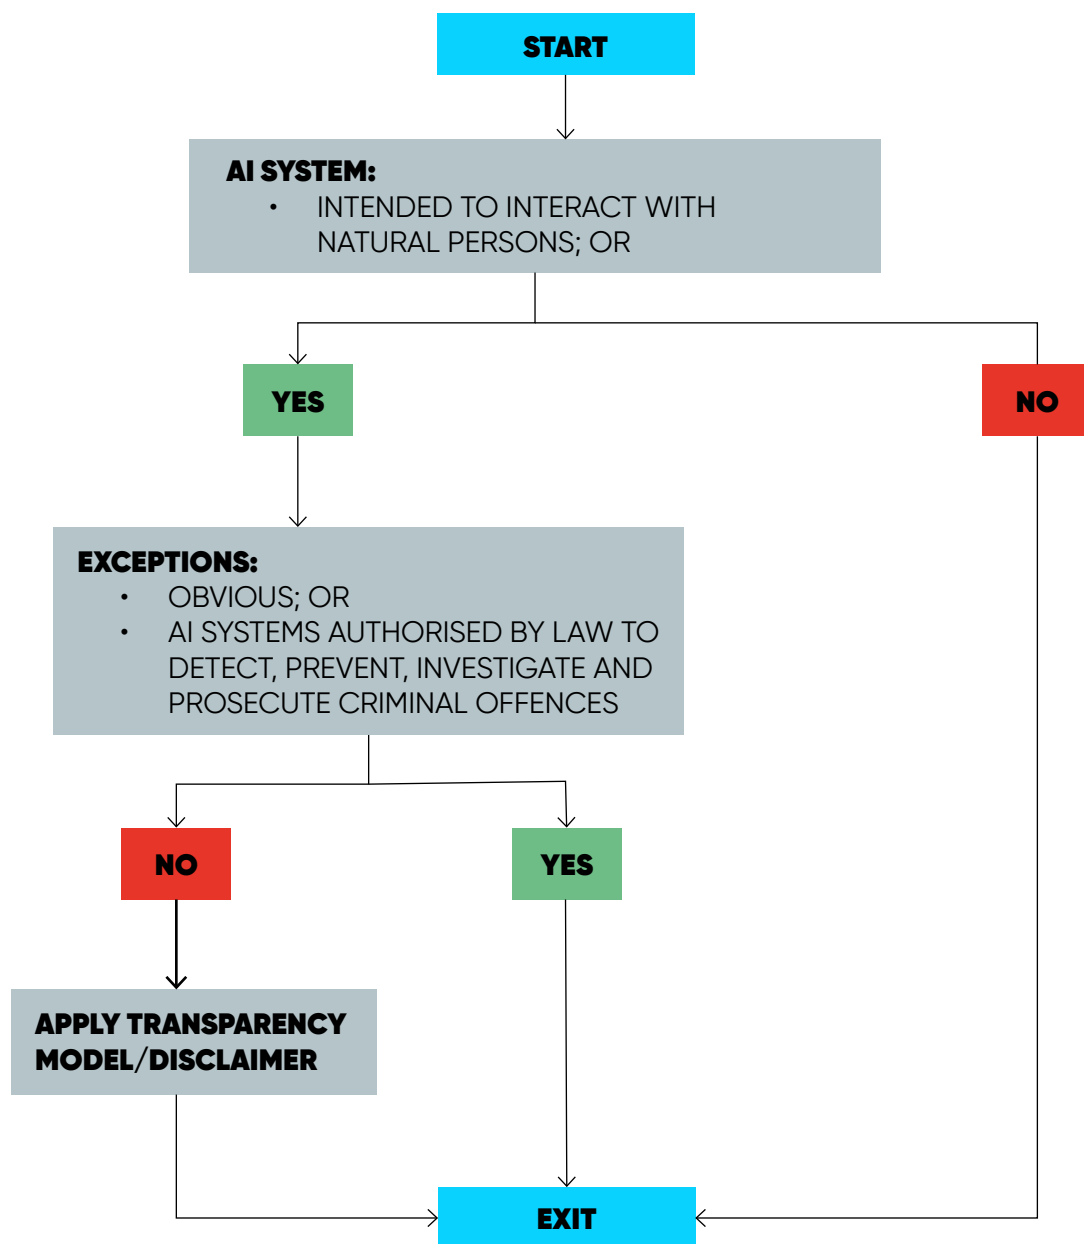 START
AI SYSTEM:
• INTENDED TO INTERACT WITH
NATURAL PERSONS; OR
YES
NO
EXCEPTIONS:
• OBVIOUS; OR
• AI SYSTEMS AUTHORISED BY LAW TO
DETECT, PREVENT, INVESTIGATE AND
PROSECUTE CRIMINAL OFFENCES
NO
YES
APPLY TRANSPARENCY
MODEL/DISCLAIMER
EXIT